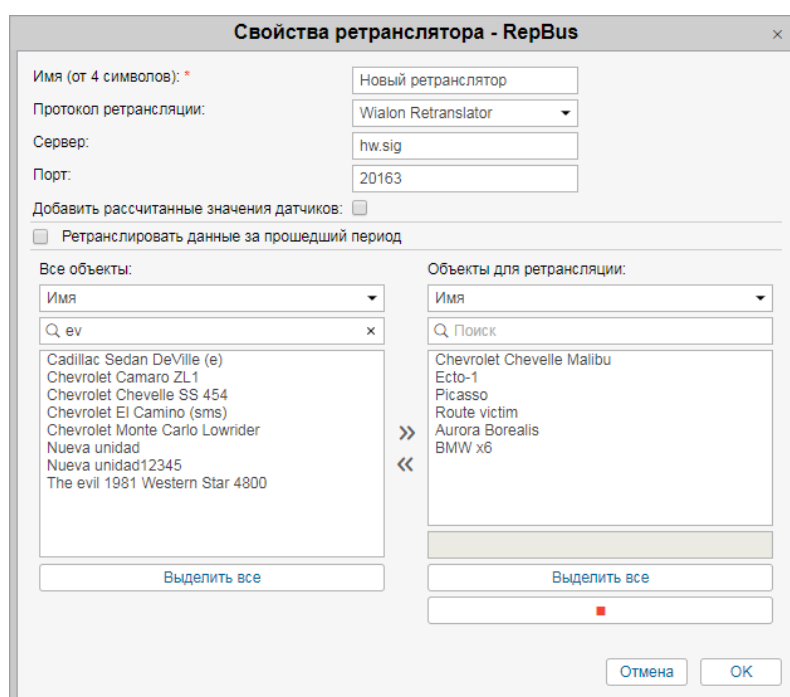 Свойства ретранслятора - RepBus
Имя (от 4 символов): *
Новый ретранслятор
Протокол ретрансляции:
Wialon Retranslator
Сервер:
hw.sig
Порт:
20163
Добавить рассчитанные значения датчиков:
Ретранслировать данные за прошедший период
Все объекты:
Имя
ev
Cadillac Sedan DeVille (e)
Chevrolet Camaro ZL1
Chevrolet Chevelle SS 454
Chevrolet El Camino (sms)
Chevrolet Monte Carlo Lowrider
Nueva unidad
Nueva unidad12345
The evil 1981 Western Star 4800
Выделить все
Объекты для ретрансляции:
Имя
Поиск
Chevrolet Chevelle Malibu
Ecto-1
Picasso
Route victim
Aurora Borealis
BMW x6
Выделить все
Отмена
OK